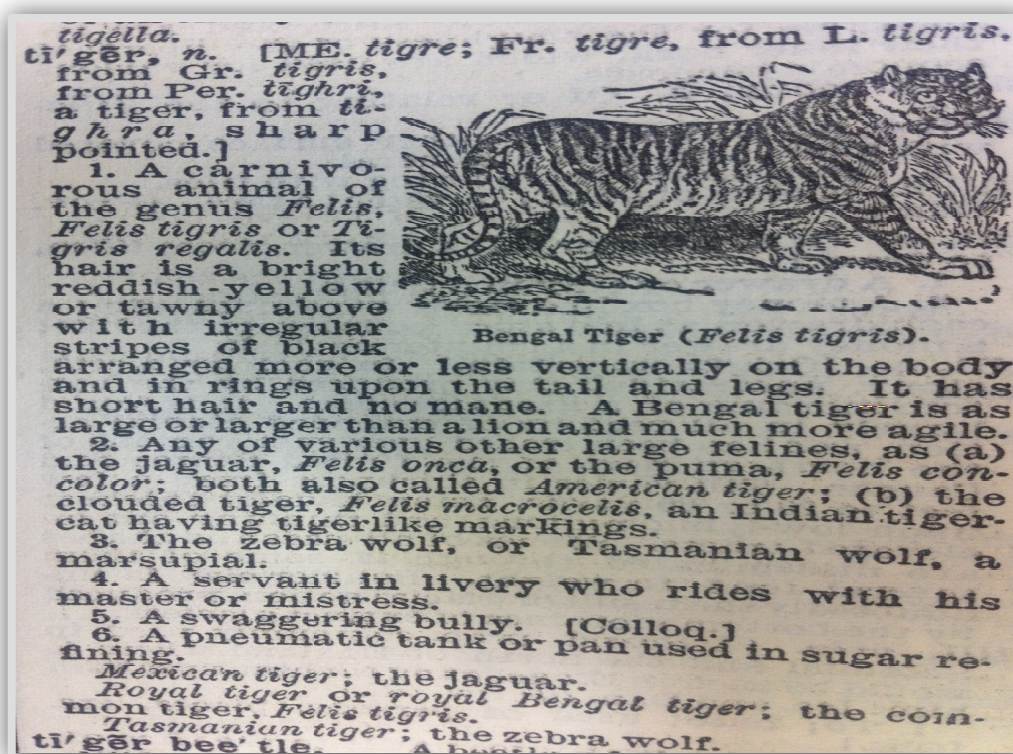 tigella.
tī′gẽr, n. [ME. tigre; Fr. tigre, from L. tigris,
from Gr. tigris,
from Per. tighri,
a tiger, from ti-
ghra, sharp
pointed.]
1. A carnivo-
rous animal of
the genus Felis,
Felis tigris or Ti-
gris regalis. Its
hair is a bright
reddish-yellow
or tawny above
with irregular
stripes of black
Bengal Tiger (Felis tigris).
arranged more or less vertically on the body
and in rings upon the tail and legs. It has
short hair and no mane. A Bengal tiger is as
large or larger than a lion and much more agile.
2. Any of various other large felines, as (a)
the jaguar, Felis onca, or the puma, Felis con-
color; both also called American tiger; (b) the
clouded tiger, Felis macrocelis, an Indian tiger-
cat having tigerlike markings.
3. The zebra wolf, or Tasmanian wolf, a
marsupial.
4. A servant in livery who rides with his
master or mistress.
5. A swaggering bully. [Colloq.]
6. A pneumatic tank or pan used in sugar re-
fining.
Mexican tiger; the jaguar.
Royal tiger or royal Bengal tiger; the com-
mon tiger, Felis tigris.
Tasmanian tiger; the zebra wolf.
tī′gẽr bee′tle. A